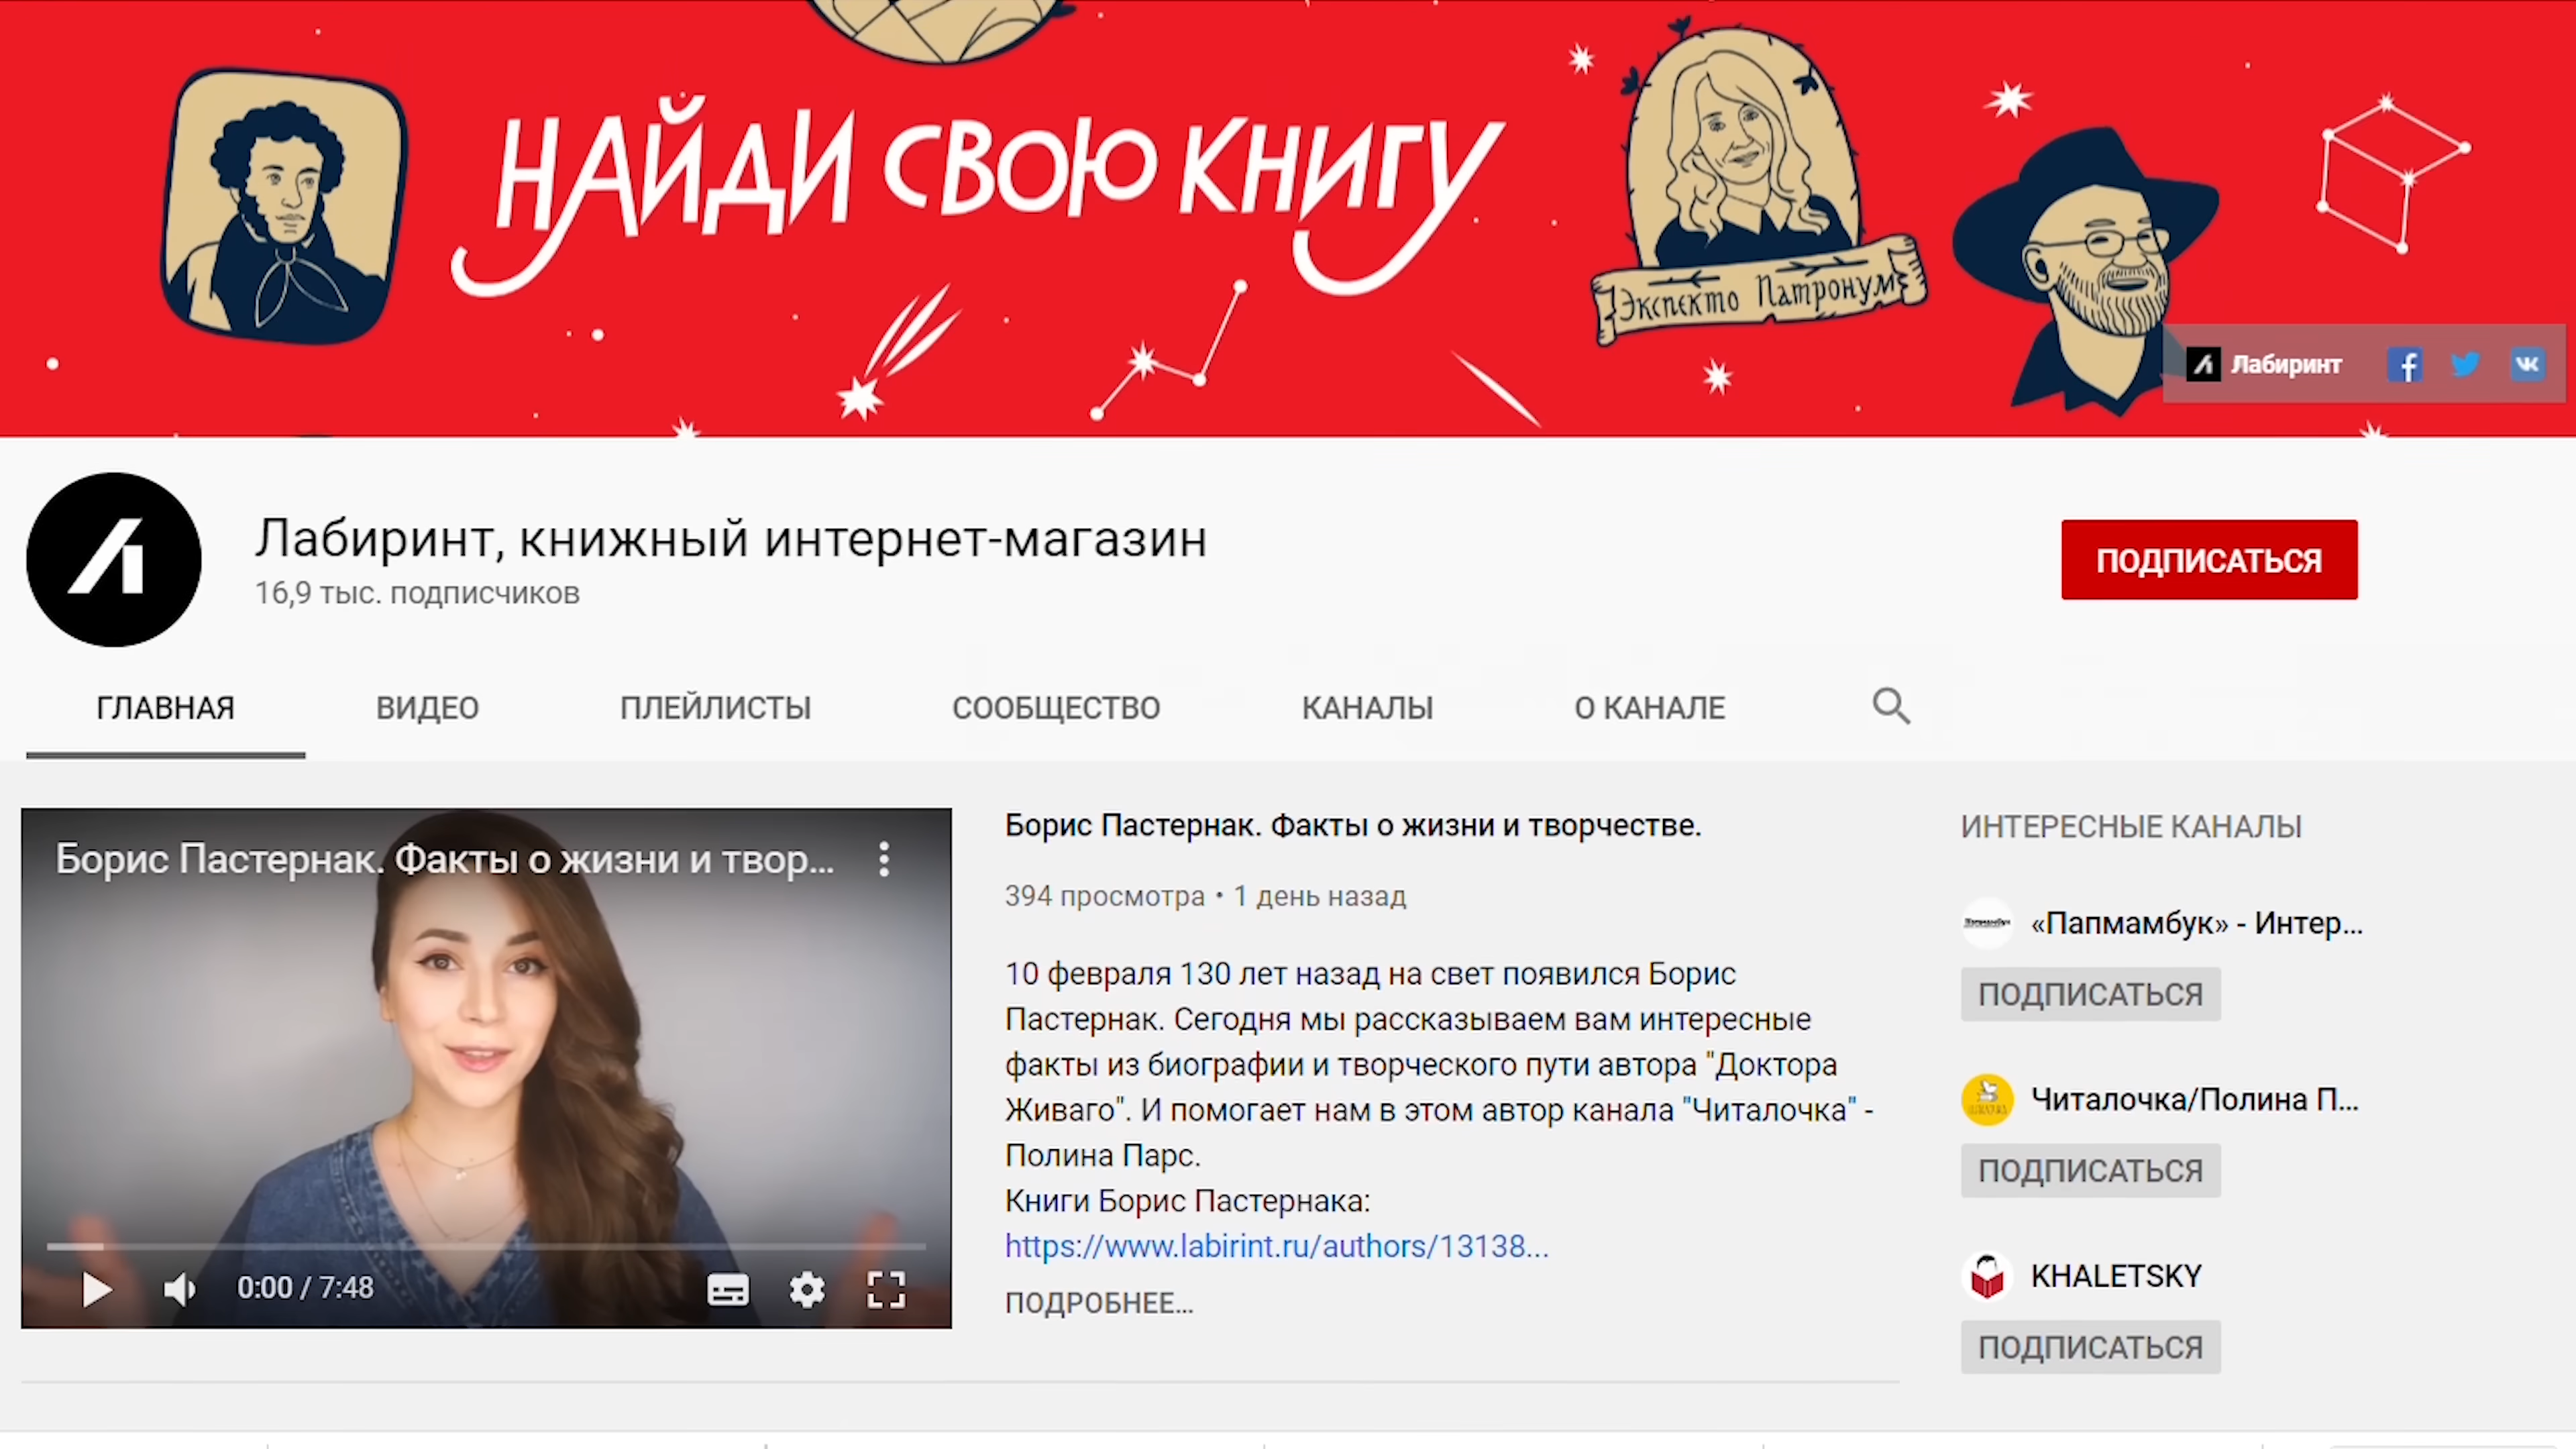 НАЙДИ СВОЮ КНИГУ
Экспекто Патронум
Лабиринт
Лабиринт, книжный интернет-магазин
16,9 тыс. подписчиков
ПОДПИСАТЬСЯ
ГЛАВНАЯ ВИДЕО ПЛЕЙЛИСТЫ СООБЩЕСТВО КАНАЛЫ О КАНАЛЕ
Борис Пастернак. Факты о жизни и твор...
0:00 / 7:48
Борис Пастернак. Факты о жизни и творчестве.
394 просмотра • 1 день назад
10 февраля 130 лет назад на свет появился Борис
Пастернак. Сегодня мы рассказываем вам интересные
факты из биографии и творческого пути автора "Доктора
Живаго". И помогает нам в этом автор канала "Читалочка" -
Полина Парс.
Книги Борис Пастернака:
https://www.labirint.ru/authors/13138...
ПОДРОБНЕЕ...
ИНТЕРЕСНЫЕ КАНАЛЫ
«Папмамбук» - Интер...
ПОДПИСАТЬСЯ
Читалочка/Полина П...
ПОДПИСАТЬСЯ
KHALETSKY
ПОДПИСАТЬСЯ